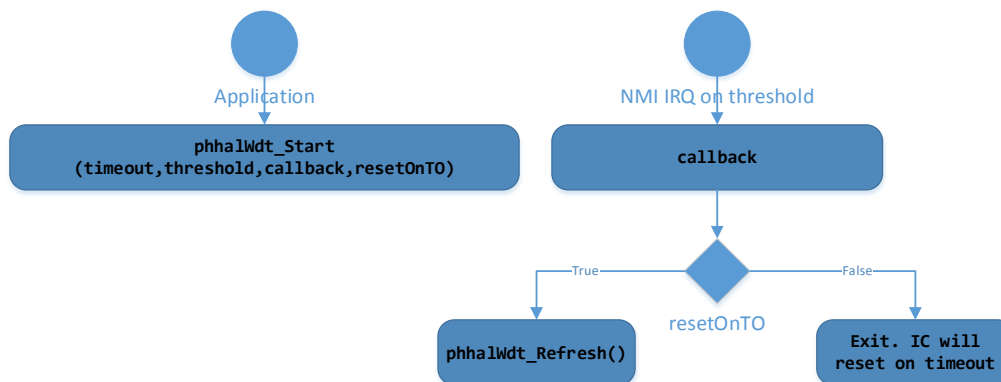 Application
phhalWdt_Start
(timeout,threshold,callback,resetOnTO)
NMI IRQ on threshold
callback
True
False
resetOnTO
phhalWdt_Refresh()
Exit. IC will
reset on timeout